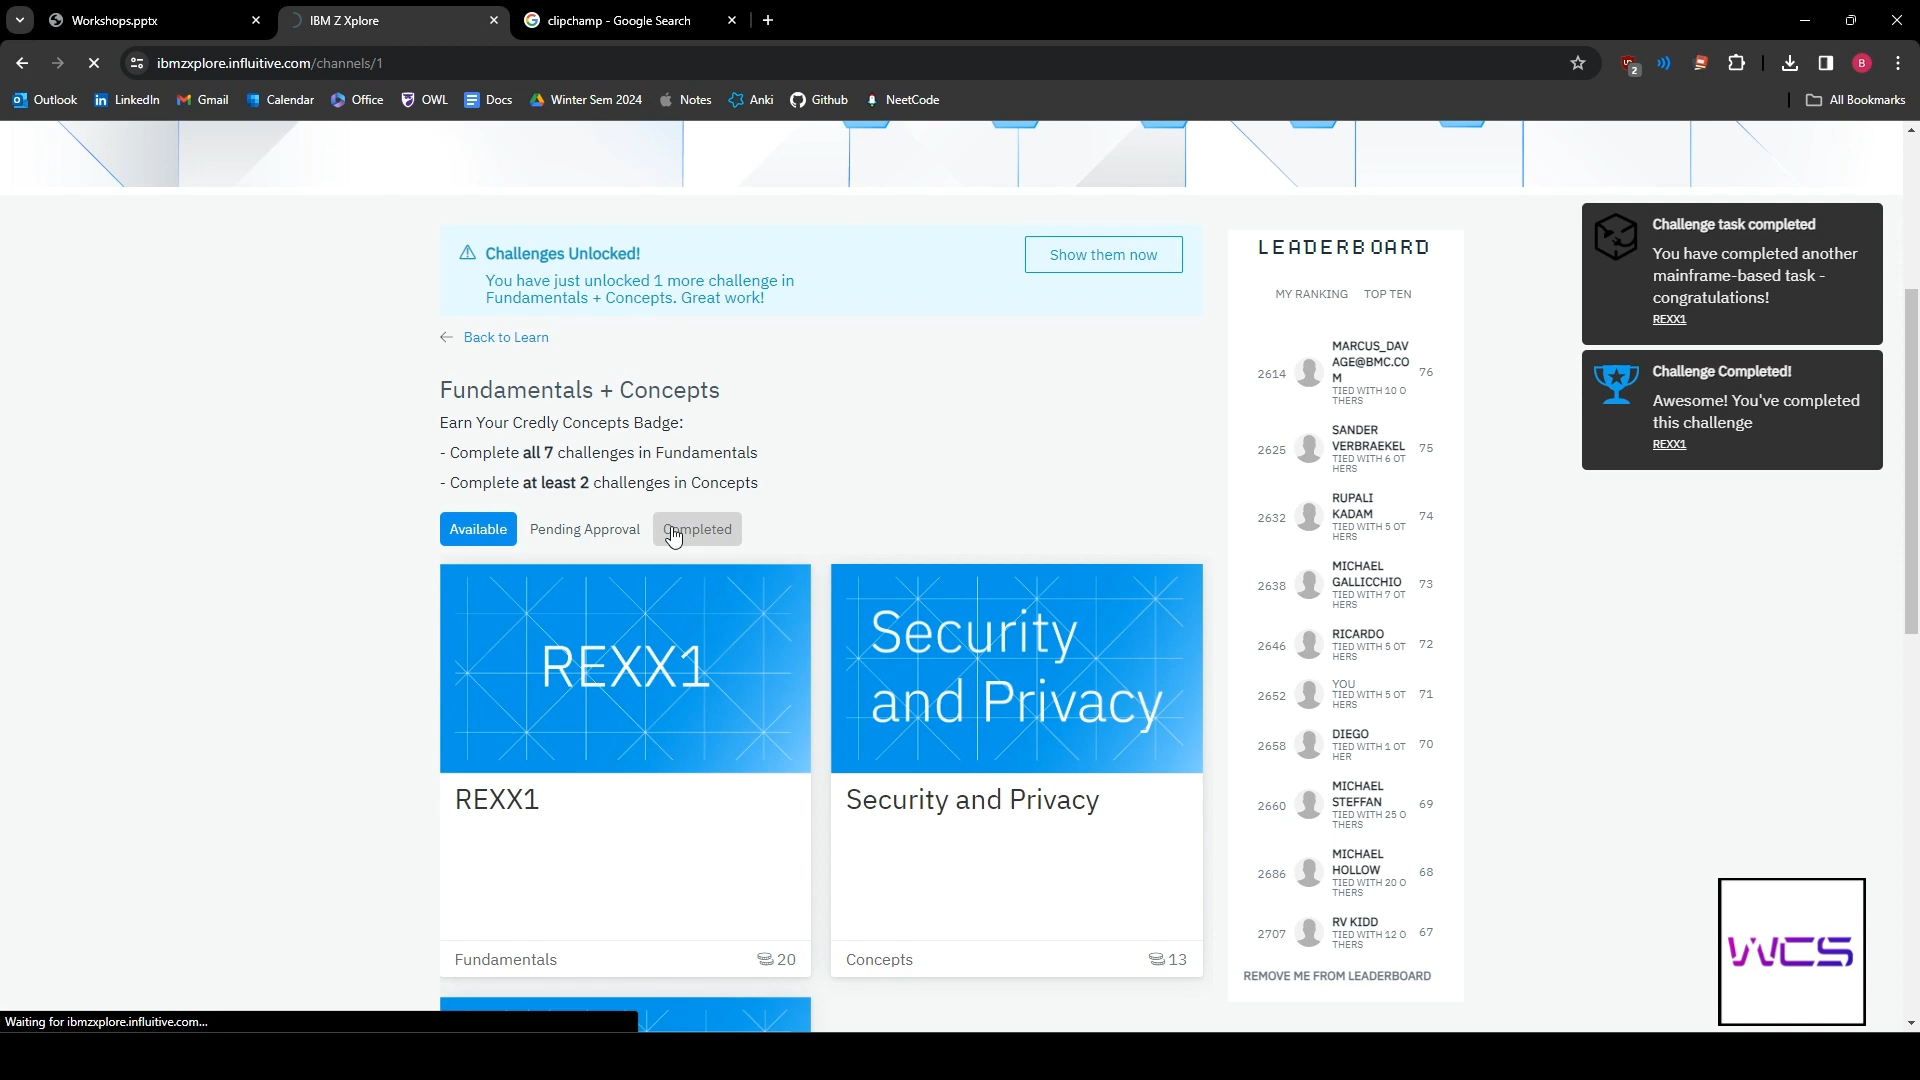 Workshops.pptx
IBM Z Xplore
clipchamp - Google Search
ibmzxplore.influitive.com/channels/1
2
B
Outlook
LinkedIn
Gmail
Calendar
Office
OWL
Docs
Winter Sem 2024
Notes
Anki
Github
NeetCode
All Bookmarks
Challenges Unlocked!
You have just unlocked 1 more challenge in
Fundamentals + Concepts. Great work!
Show them now
Back to Learn
Fundamentals + Concepts
Earn Your Credly Concepts Badge:
- Complete all 7 challenges in Fundamentals
- Complete at least 2 challenges in Concepts
Available
Pending Approval
Completed
REXX1
REXX1
Fundamentals
20
Security
and Privacy
Security and Privacy
Concepts
13
LEADERBOARD
MY RANKING TOP TEN
2614
MARCUS_DAV
AGE@BMC.CO
M
TIED WITH 10 O
THERS
76
2625
SANDER
VERBRAEKEL
TIED WITH 6 OT
HERS
75
2632
RUPALI
KADAM
TIED WITH 5 OT
HERS
74
2638
MICHAEL
GALLICCHIO
TIED WITH 7 OT
HERS
73
2646
RICARDO
TIED WITH 5 OT
HERS
72
2652
YOU
TIED WITH 5 OT
HERS
71
2658
DIEGO
TIED WITH 1 OT
HER
70
2660
MICHAEL
STEFFAN
TIED WITH 25 O
THERS
69
2686
MICHAEL
HOLLOW
TIED WITH 20 O
THERS
68
2707
RV KIDD
TIED WITH 12 O
THERS
67
REMOVE ME FROM LEADERBOARD
Challenge task completed
You have completed another
mainframe-based task -
congratulations!
REXX1
Challenge Completed!
Awesome! You've completed
this challenge
REXX1
WCS
Waiting for ibmzxplore.influitive.com...